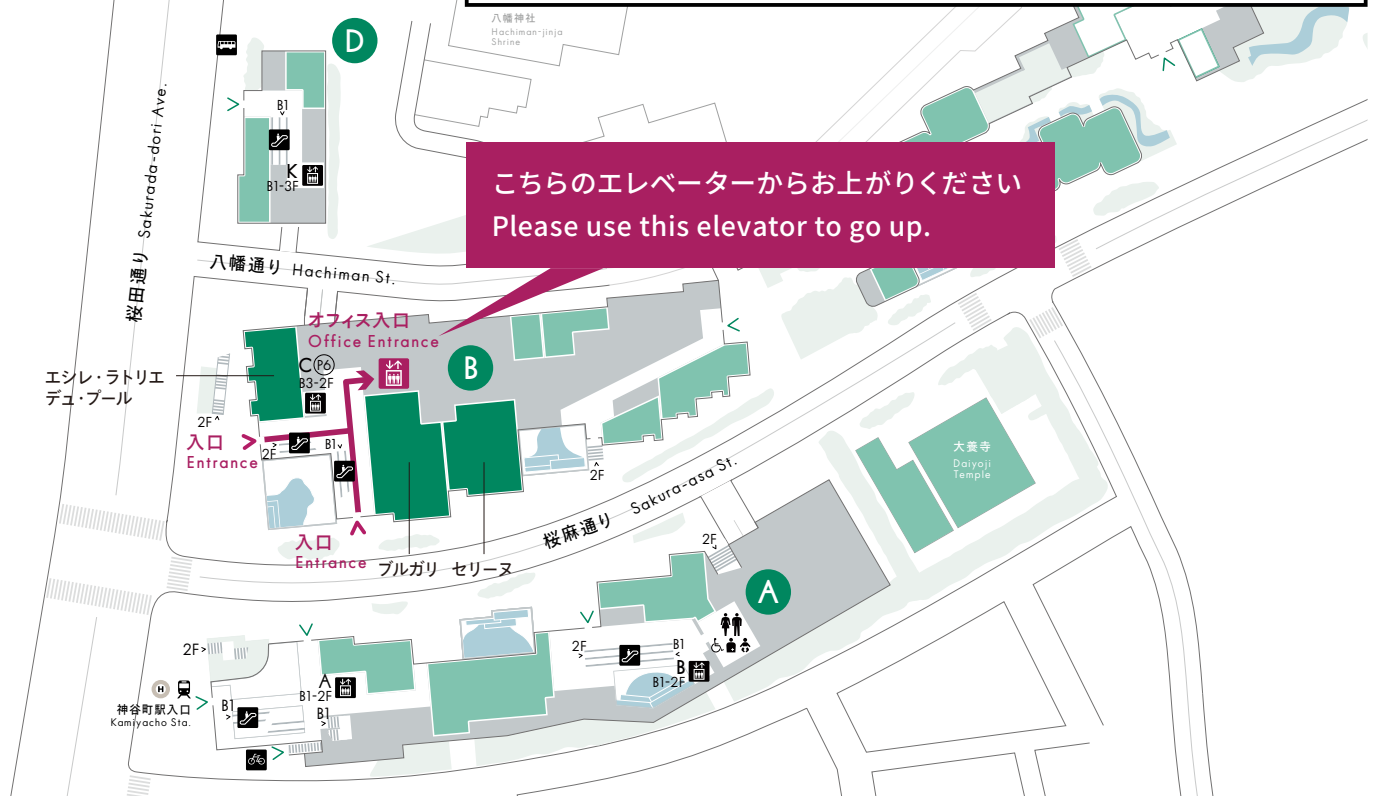 八幡神社
Hachiman-jinja
Shrine
D
B1
K
B1-3F
桜田通り Sakurada-dori Ave.
こちらのエレベーターからお上がりください
Please use this elevator to go up.
八幡通り Hachiman St.
オフィス入口
Office Entrance
B
C P6
B3-2F
エシレ・ラトリエ
デュ・ブール
2F
入口
Entrance
2F
B1
2F
入口
Entrance
ブルガリ セリーヌ
桜麻通り Sakura-asa St.
大養寺
Daiyoji
Temple
2F
A
2F
B1
B
B1-2F
2F
A
B1-2F
B1
B1
H
神谷町駅入口
Kamiyacho Sta.